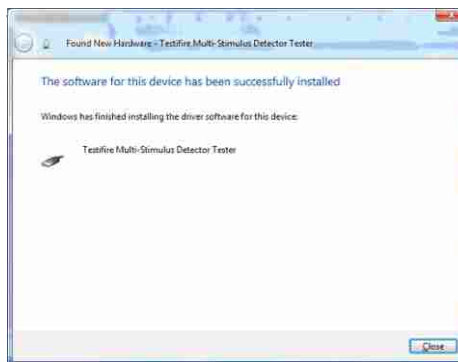 Found New Hardware - Testifire Multi-Stimulus Detector Tester
The software for this device has been successfully installed
Windows has finished installing the driver software for this device:
Testifire Multi-Stimulus Detector Tester
Close